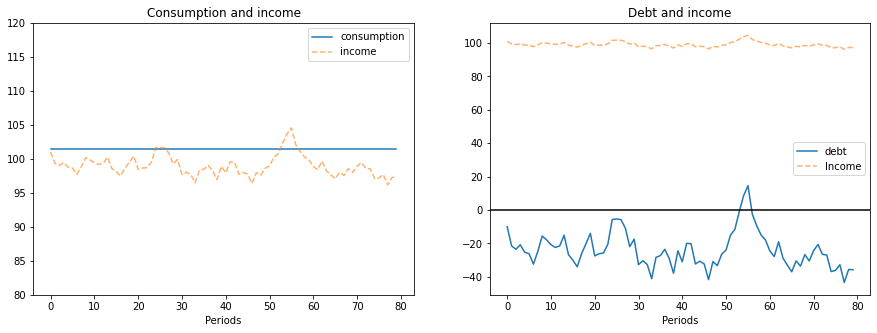 Consumption and income
120
115
110
105
100
95
90
85
80
0 10 20 30 40 50 60 70 80
Periods
consumption
income
Debt and income
100
80
60
40
20
0
−20
−40
0 10 20 30 40 50 60 70 80
Periods
debt
Income